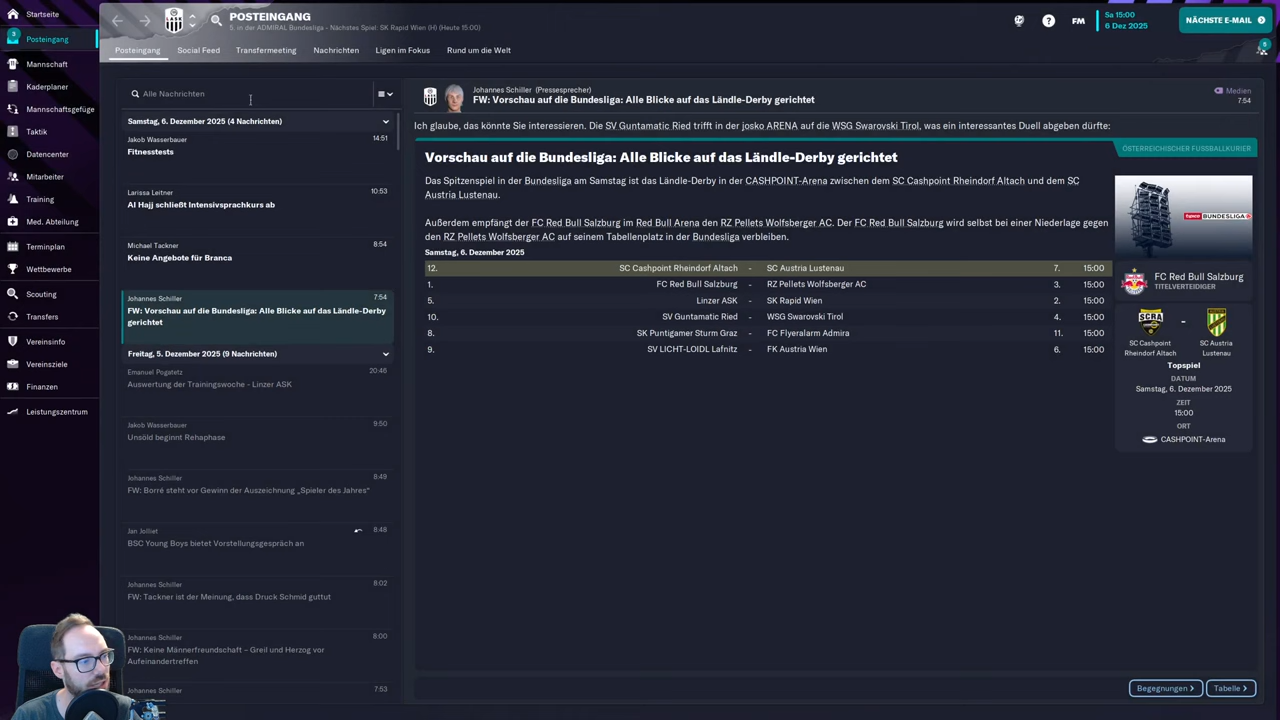 Startseite
3
Posteingang
Mannschaft
Kaderplaner
Mannschaftsgefüge
Taktik
Datencenter
Mitarbeiter
Training
Med. Abteilung
Terminplan
Wettbewerbe
Scouting
Transfers
Vereinsinfo
Vereinsziele
Finanzen
Leistungszentrum
POSTEINGANG
5. in der ADMIRAL Bundesliga - Nächstes Spiel: SK Rapid Wien (H) (Heute 15:00)
FM
Sa 15:00
6 Dez 2025
NÄCHSTE E-MAIL
5
Posteingang Social Feed Transfermeeting Nachrichten Ligen im Fokus Rund um die Welt
Alle Nachrichten
Samstag, 6. Dezember 2025 (4 Nachrichten)
Jakob Wasserbauer 14:51
Fitnesstests
Larissa Leitner 10:53
Al Hajj schließt Intensivsprachkurs ab
Michael Tackner 8:54
Keine Angebote für Branca
Johannes Schiller 7:54
FW: Vorschau auf die Bundesliga: Alle Blicke auf das Ländle-Derby
gerichtet
Freitag, 5. Dezember 2025 (9 Nachrichten)
Emanuel Pogatetz 20:46
Auswertung der Trainingswoche - Linzer ASK
Jakob Wasserbauer 9:50
Unsöld beginnt Rehaphase
Johannes Schiller 8:49
FW: Borré steht vor Gewinn der Auszeichnung „Spieler des Jahres“
Jan Jolliet 8:48
BSC Young Boys bietet Vorstellungsgespräch an
Johannes Schiller 8:02
FW: Tackner ist der Meinung, dass Druck Schmid guttut
Johannes Schiller 8:00
FW: Keine Männerfreundschaft – Greil und Herzog vor
Aufeinandertreffen
Johannes Schiller 7:53
Johannes Schiller (Pressesprecher)
FW: Vorschau auf die Bundesliga: Alle Blicke auf das Ländle-Derby gerichtet
Medien
7:54
Ich glaube, das könnte Sie interessieren. Die SV Guntamatic Ried trifft in der josko ARENA auf die WSG Swarovski Tirol, was ein interessantes Duell abgeben dürfte:
ÖSTERREICHISCHER FUSSBALLKURIER
Vorschau auf die Bundesliga: Alle Blicke auf das Ländle-Derby gerichtet
Das Spitzenspiel in der Bundesliga am Samstag ist das Ländle-Derby in der CASHPOINT-Arena zwischen dem SC Cashpoint Rheindorf Altach und dem SC
Austria Lustenau.
Außerdem empfängt der FC Red Bull Salzburg im Red Bull Arena den RZ Pellets Wolfsberger AC. Der FC Red Bull Salzburg wird selbst bei einer Niederlage gegen
den RZ Pellets Wolfsberger AC auf seinem Tabellenplatz in der Bundesliga verbleiben.
Samstag, 6. Dezember 2025
12. SC Cashpoint Rheindorf Altach - SC Austria Lustenau 7. 15:00
1. FC Red Bull Salzburg - RZ Pellets Wolfsberger AC 3. 15:00
5. Linzer ASK - SK Rapid Wien 2. 15:00
10. SV Guntamatic Ried - WSG Swarovski Tirol 4. 15:00
8. SK Puntigamer Sturm Graz - FC Flyeralarm Admira 11. 15:00
9. SV LICHT-LOIDL Lafnitz - FK Austria Wien 6. 15:00
BUNDESLIGA
FC Red Bull Salzburg
TITELVERTEIDIGER
SCRA
-
SC Cashpoint
Rheindorf Altach
SC Austria
Lustenau
Topspiel
DATUM
Samstag, 6. Dezember 2025
ZEIT
15:00
ORT
CASHPOINT-Arena
Begegnungen
Tabelle